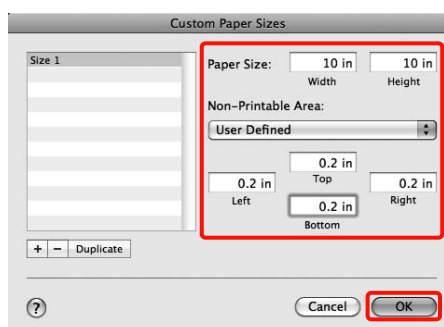 Custom Paper Sizes
Size 1
Paper Size: 10 in 10 in
Width Height
Non-Printable Area:
User Defined
0.2 in
Top
0.2 in 0.2 in
Left Right
0.2 in
Bottom
+ − Duplicate
? Cancel OK